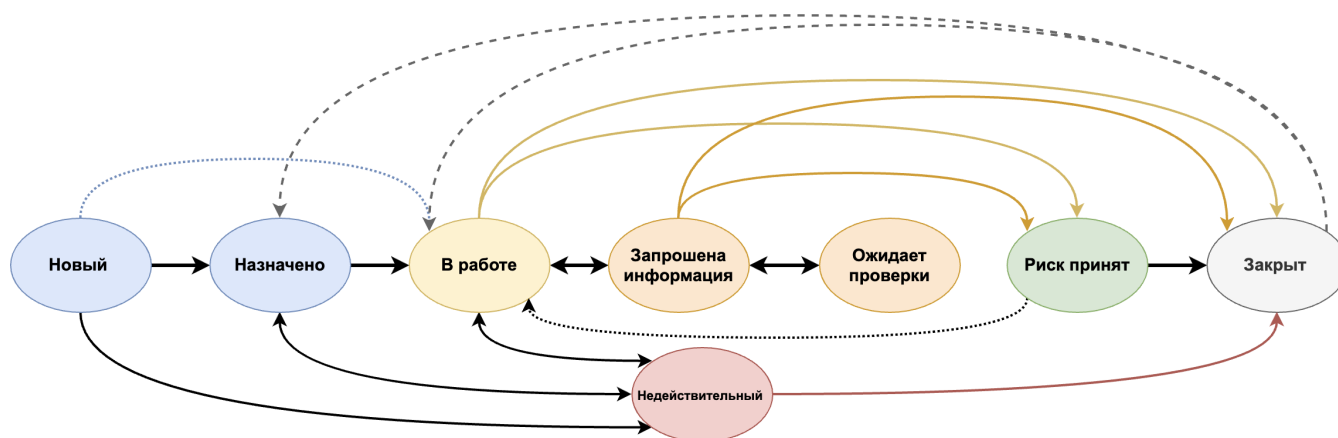 Новый
Назначено
В работе
Запрошена
информация
Ожидает
проверки
Риск принят
Закрыт
Недействительный